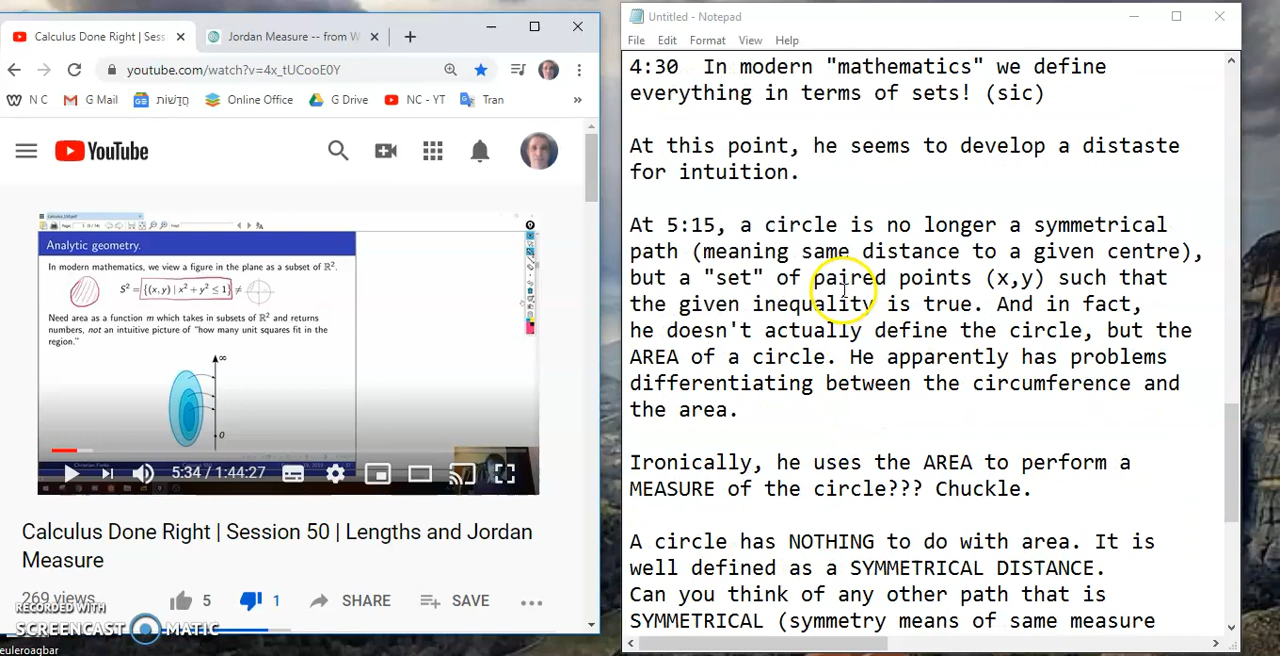 Calculus Done Right | Sess
Jordan Measure -- from W
youtube.com/watch?v=4x_tUCooE0Y
N C
G Mail
חֲדָשׁוֹת
Online Office
G Drive
NC - YT
Tran
YouTube
Analytic geometry.
In modern mathematics, we view a figure in the plane as a subset of ℝ².
S² = {(x, y) | x² + y² ≤ 1} ≠
Need area as a function m which takes in subsets of ℝ² and returns
numbers, not an intuitive picture of "how many unit squares fit in the
region."
∞
0
5:34 / 1:44:27
Calculus Done Right | Session 50 | Lengths and Jordan
Measure
269 views
5
1
SHARE
SAVE
RECORDED WITH
SCREENCAST MATIC
euleroagbar
Untitled - Notepad
File Edit Format View Help
4:30 In modern "mathematics" we define
everything in terms of sets! (sic)
At this point, he seems to develop a distaste
for intuition.
At 5:15, a circle is no longer a symmetrical
path (meaning same distance to a given centre),
but a "set" of paired points (x,y) such that
the given inequality is true. And in fact,
he doesn't actually define the circle, but the
AREA of a circle. He apparently has problems
differentiating between the circumference and
the area.
Ironically, he uses the AREA to perform a
MEASURE of the circle??? Chuckle.
A circle has NOTHING to do with area. It is
well defined as a SYMMETRICAL DISTANCE.
Can you think of any other path that is
SYMMETRICAL (symmetry means of same measure